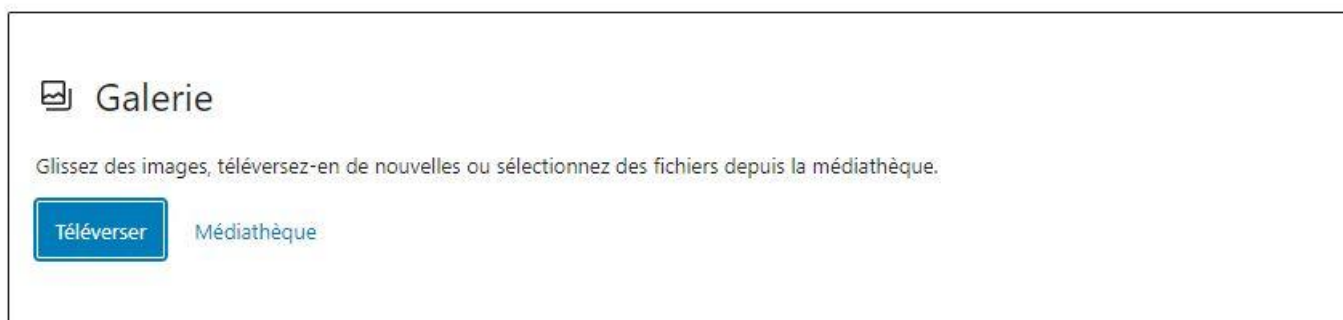 Galerie
Glissez des images, téléversez-en de nouvelles ou sélectionnez des fichiers depuis la médiathèque.
Téléverser Médiathèque